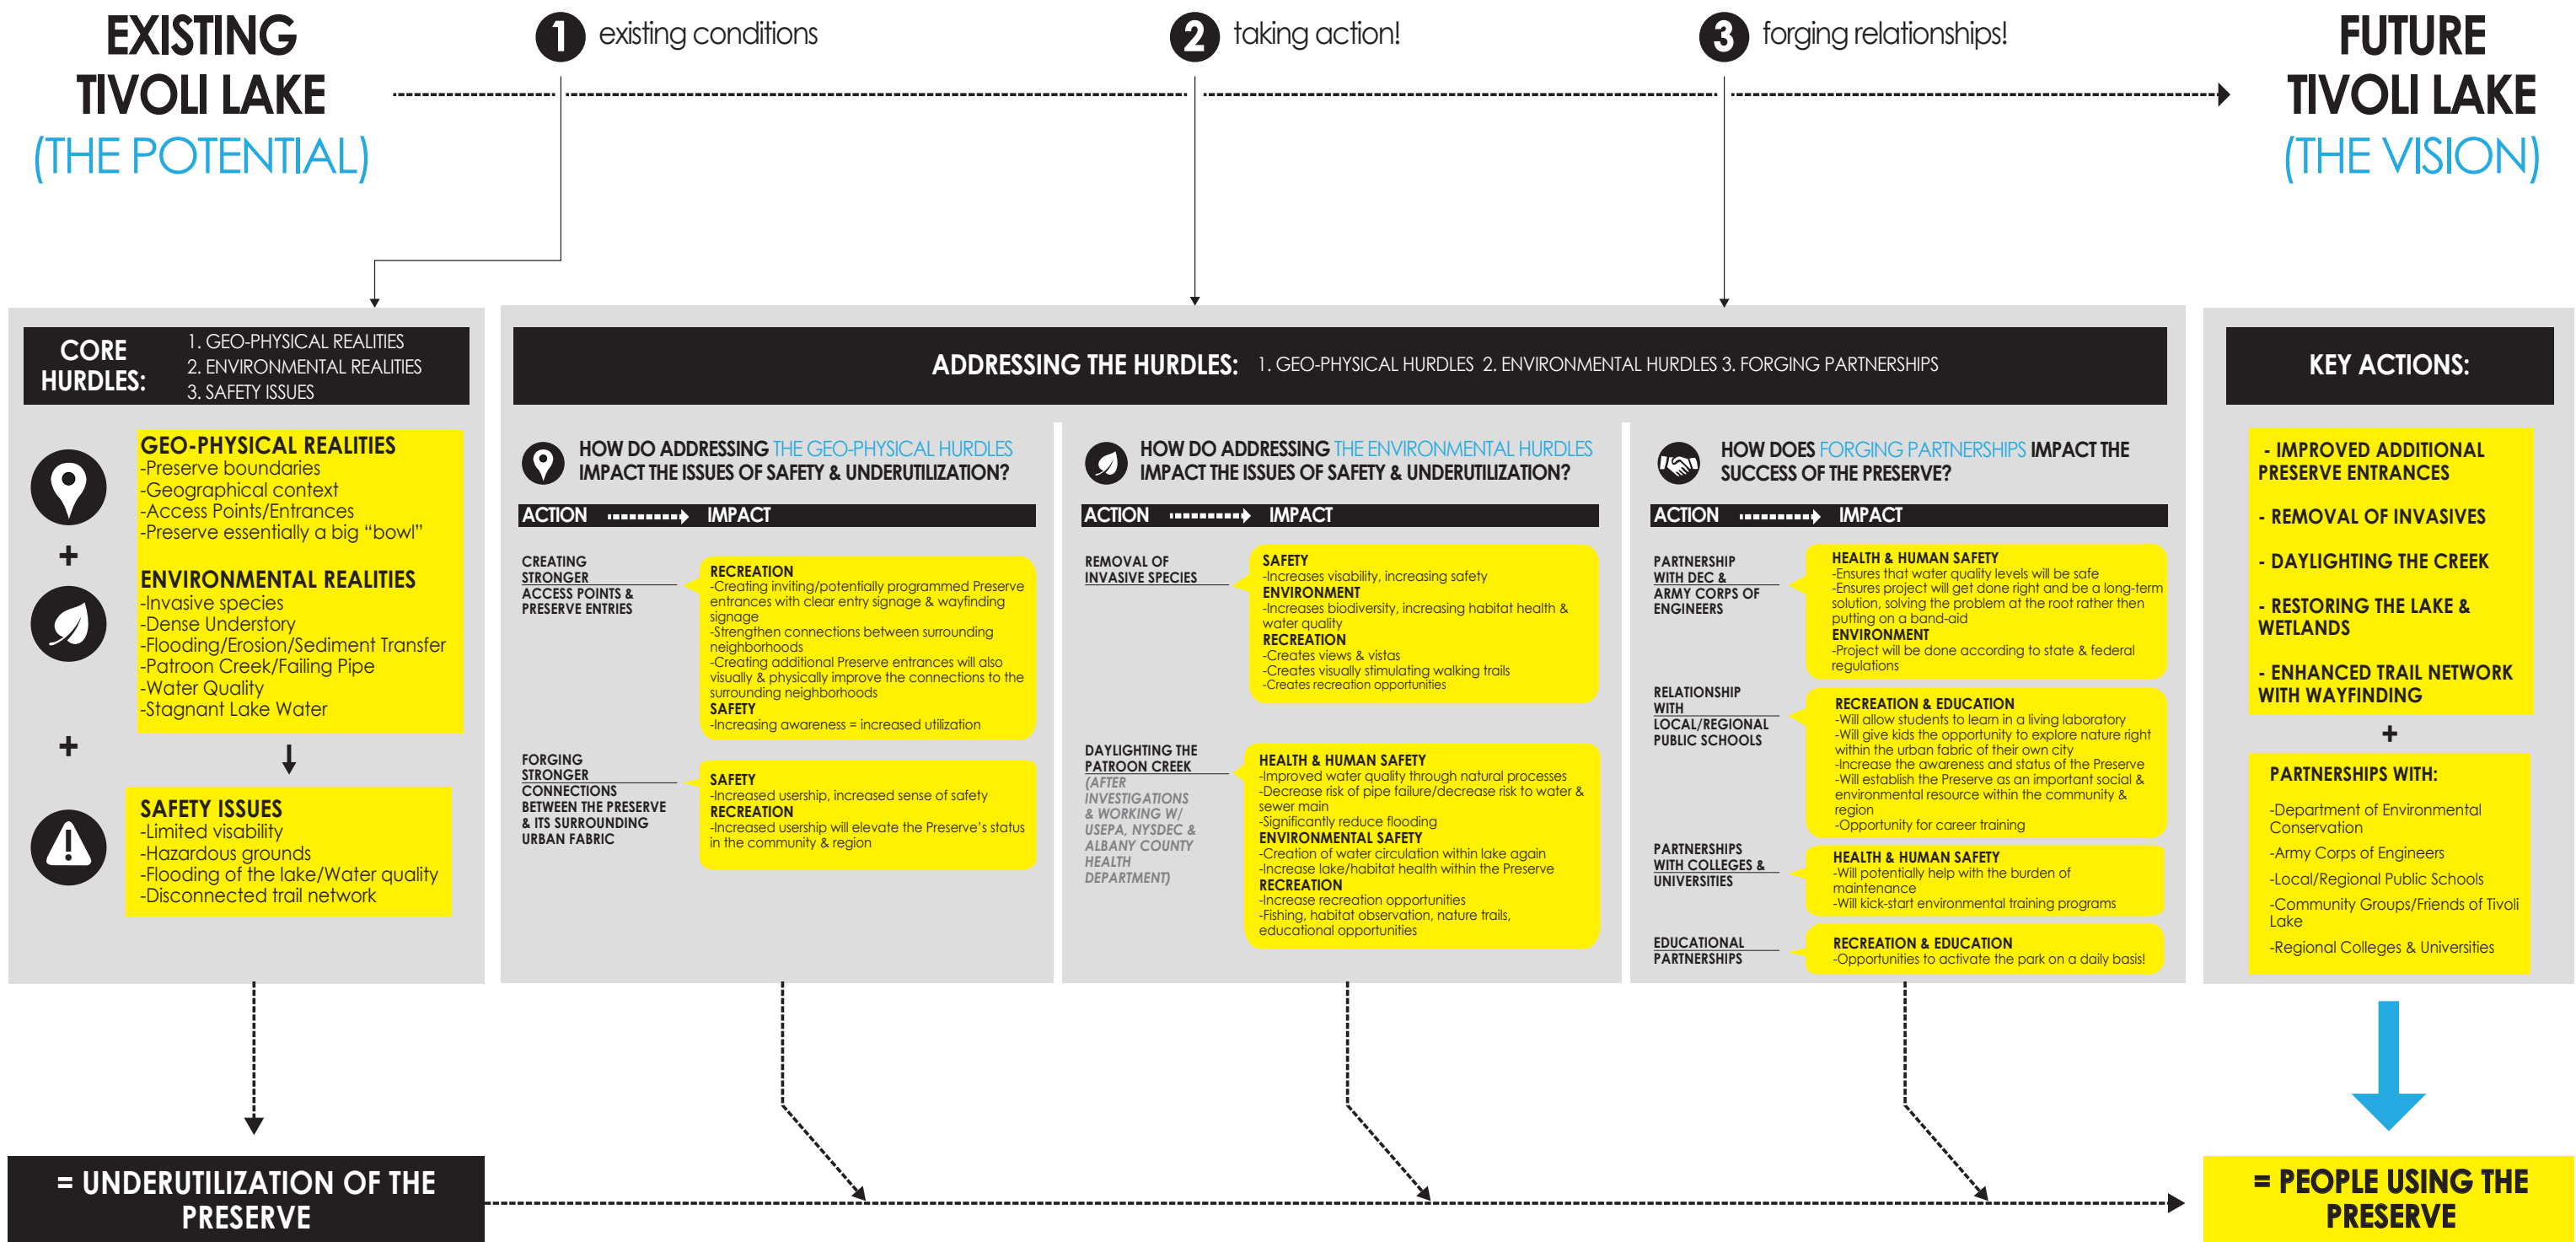 EXISTING
TIVOLI LAKE
(THE POTENTIAL)
1 existing conditions
2 taking action!
3 forging relationships!
FUTURE
TIVOLI LAKE
(THE VISION)
CORE
HURDLES:
1. GEO-PHYSICAL REALITIES
2. ENVIRONMENTAL REALITIES
3. SAFETY ISSUES
GEO-PHYSICAL REALITIES
-Preserve boundaries
-Geographical context
-Access Points/Entrances
-Preserve essentially a big “bowl”
+
ENVIRONMENTAL REALITIES
-Invasive species
-Dense Understory
-Flooding/Erosion/Sediment Transfer
-Patroon Creek/Failing Pipe
-Water Quality
-Stagnant Lake Water
+
SAFETY ISSUES
-Limited visability
-Hazardous grounds
-Flooding of the lake/Water quality
-Disconnected trail network
= UNDERUTILIZATION OF THE
PRESERVE
ADDRESSING THE HURDLES: 1. GEO-PHYSICAL HURDLES 2. ENVIRONMENTAL HURDLES 3. FORGING PARTNERSHIPS
HOW DO ADDRESSING THE GEO-PHYSICAL HURDLES
IMPACT THE ISSUES OF SAFETY & UNDERUTILIZATION?
ACTION IMPACT
CREATING
STRONGER
ACCESS POINTS &
PRESERVE ENTRIES
RECREATION
-Creating inviting/potentially programmed Preserve
entrances with clear entry signage & wayfinding
signage
-Strengthen connections between surrounding
neighborhoods
-Creating additional Preserve entrances will also
visually & physically improve the connections to the
surrounding neighborhoods
SAFETY
-Increasing awareness = increased utilization
FORGING
STRONGER
CONNECTIONS
BETWEEN THE PRESERVE
& ITS SURROUNDING
URBAN FABRIC
SAFETY
-Increased usership, increased sense of safety
RECREATION
-Increased usership will elevate the Preserve’s status
in the community & region
HOW DO ADDRESSING THE ENVIRONMENTAL HURDLES
IMPACT THE ISSUES OF SAFETY & UNDERUTILIZATION?
ACTION IMPACT
REMOVAL OF
INVASIVE SPECIES
SAFETY
-Increases visability, increasing safety
ENVIRONMENT
-Increases biodiversity, increasing habitat health &
water quality
RECREATION
-Creates views & vistas
-Creates visually stimulating walking trails
-Creates recreation opportunities
DAYLIGHTING THE
PATROON CREEK
(AFTER
INVESTIGATIONS
& WORKING W/
USEPA, NYSDEC &
ALBANY COUNTY
HEALTH
DEPARTMENT)
HEALTH & HUMAN SAFETY
-Improved water quality through natural processes
-Decrease risk of pipe failure/decrease risk to water &
sewer main
-Significantly reduce flooding
ENVIRONMENTAL SAFETY
-Creation of water circulation within lake again
-Increase lake/habitat health within the Preserve
RECREATION
-Increase recreation opportunities
-Fishing, habitat observation, nature trails,
educational opportunities
HOW DOES FORGING PARTNERSHIPS IMPACT THE
SUCCESS OF THE PRESERVE?
ACTION IMPACT
PARTNERSHIP
WITH DEC &
ARMY CORPS OF
ENGINEERS
HEALTH & HUMAN SAFETY
-Ensures that water quality levels will be safe
-Ensures project will get done right and be a long-term
solution, solving the problem at the root rather then
putting on a band-aid
ENVIRONMENT
-Project will be done according to state & federal
regulations
RELATIONSHIP
WITH
LOCAL/REGIONAL
PUBLIC SCHOOLS
RECREATION & EDUCATION
-Will allow students to learn in a living laboratory
-Will give kids the opportunity to explore nature right
within the urban fabric of their own city
-Increase the awareness and status of the Preserve
-Will establish the Preserve as an important social &
environmental resource within the community &
region
-Opportunity for career training
PARTNERSHIPS
WITH COLLEGES &
UNIVERSITIES
HEALTH & HUMAN SAFETY
-Will potentially help with the burden of
maintenance
-Will kick-start environmental training programs
EDUCATIONAL
PARTNERSHIPS
RECREATION & EDUCATION
-Opportunities to activate the park on a daily basis!
KEY ACTIONS:
- IMPROVED ADDITIONAL
PRESERVE ENTRANCES
- REMOVAL OF INVASIVES
- DAYLIGHTING THE CREEK
- RESTORING THE LAKE &
WETLANDS
- ENHANCED TRAIL NETWORK
WITH WAYFINDING
+
PARTNERSHIPS WITH:
-Department of Environmental
Conservation
-Army Corps of Engineers
-Local/Regional Public Schools
-Community Groups/Friends of Tivoli
Lake
-Regional Colleges & Universities
= PEOPLE USING THE
PRESERVE